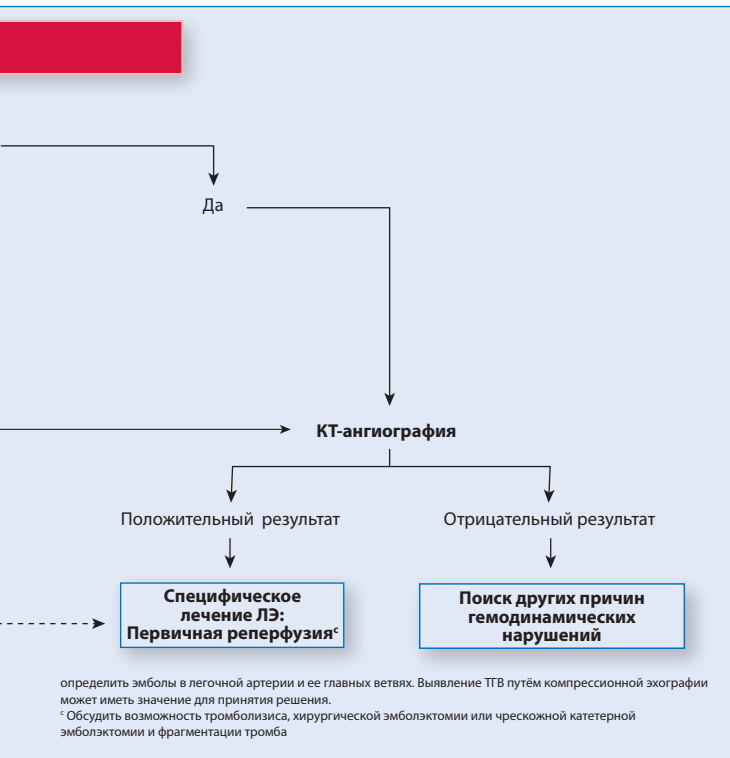 Да
КТ-ангиография
Положительный результат
Отрицательный результат
Специфическое
лечение ЛЭ:
Первичная реперфузияᶜ
Поиск других причин
гемодинамических
нарушений
определить эмболы в легочной артерии и ее главных ветвях. Выявление ТГВ путём компрессионной эхографии
может иметь значение для принятия решения.
ᶜ Обсудить возможность тромболизиса, хирургической эмболэктомии или чрескожной катетерной
эмболэктомии и фрагментации тромба